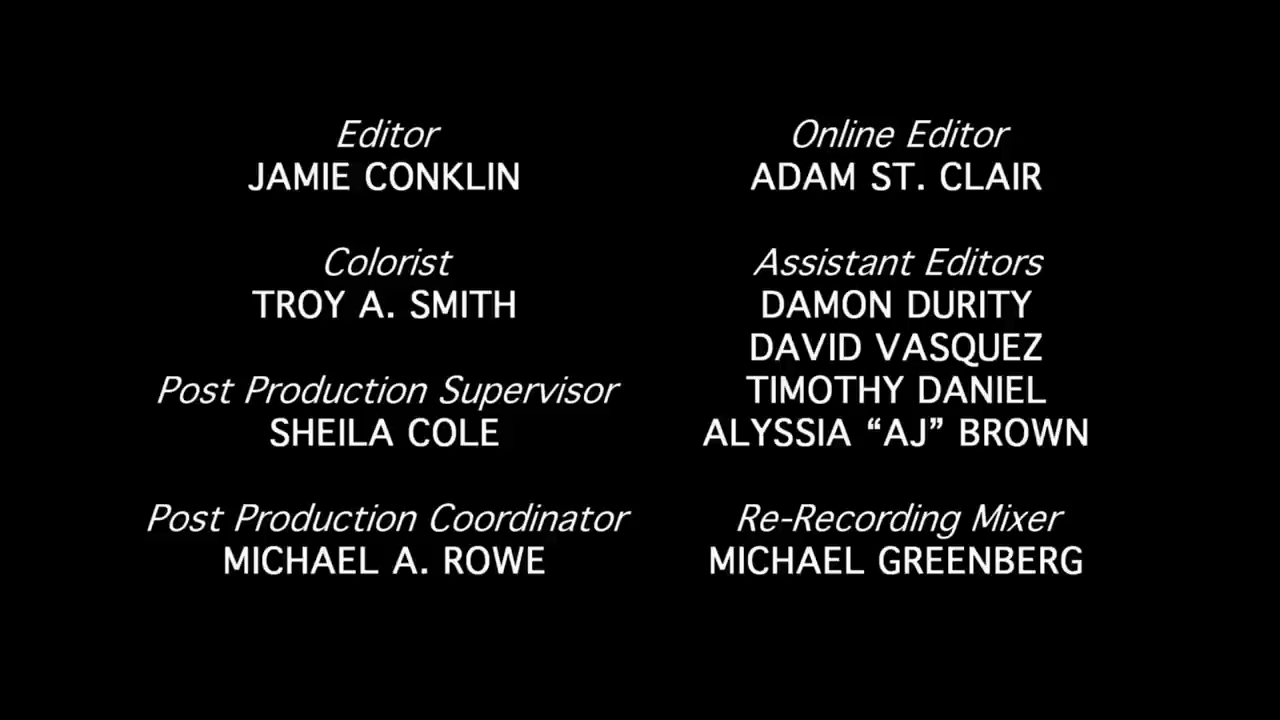 Editor
JAMIE CONKLIN
Colorist
TROY A. SMITH
Post Production Supervisor
SHEILA COLE
Post Production Coordinator
MICHAEL A. ROWE
Online Editor
ADAM ST. CLAIR
Assistant Editors
DAMON DURITY
DAVID VASQUEZ
TIMOTHY DANIEL
ALYSSIA “AJ” BROWN
Re-Recording Mixer
MICHAEL GREENBERG